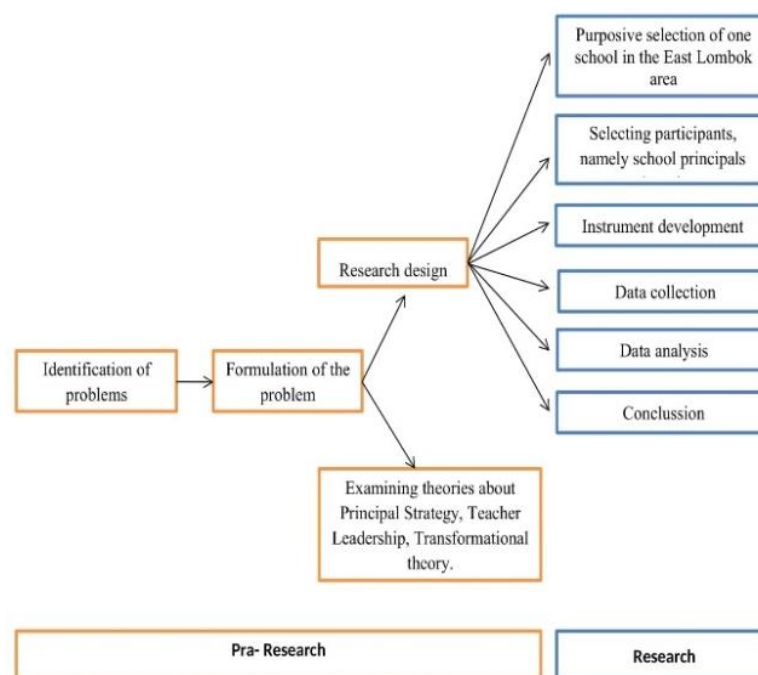 Purposive selection of one
school in the East Lombok
area
Selecting participants,
namely school principals
Instrument development
Research design
Data collection
Data analysis
Identification of
problems
Formulation of the
problem
Conclussion
Examining theories about
Principal Strategy, Teacher
Leadership, Transformational
theory.
Pra- Research
Research